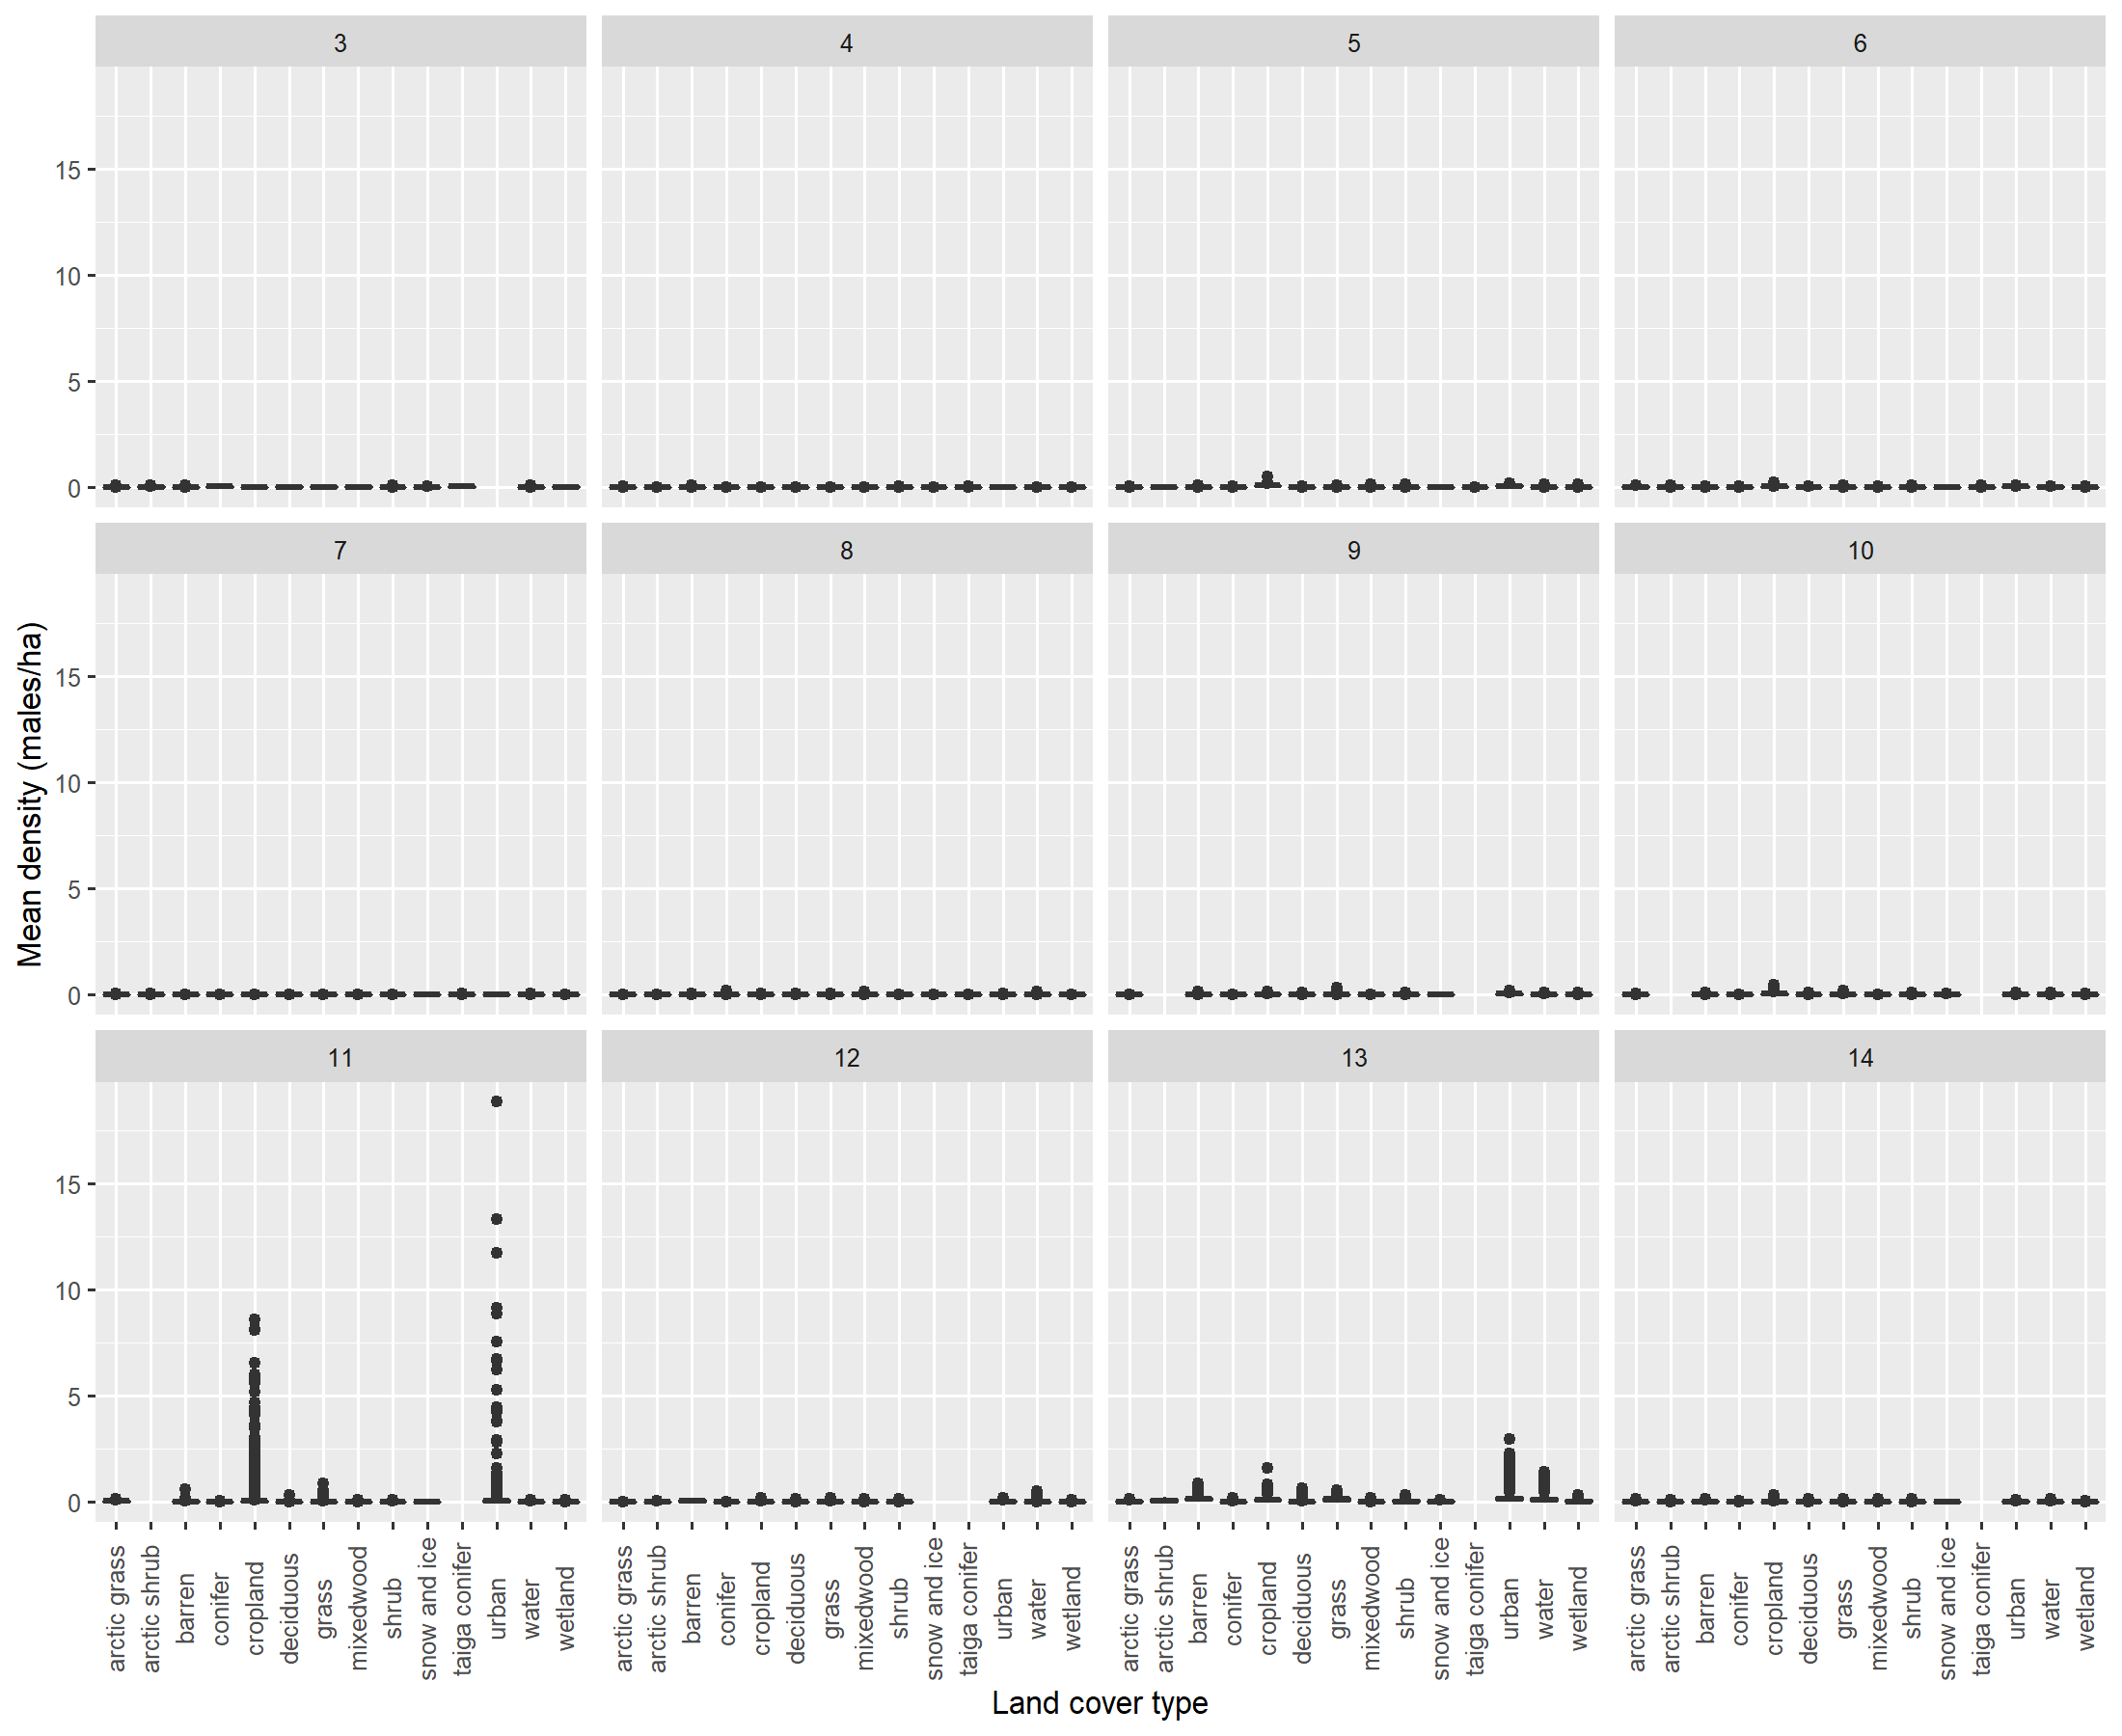 3 4 5 6
15
10
5
0
7 8 9 10
15
10
5
0
11 12 13 14
15
10
5
0
Mean density (males/ha)
arctic grass
arctic shrub
barren
conifer
cropland
deciduous
grass
mixedwood
shrub
snow and ice
taiga conifer
urban
water
wetland
arctic grass
arctic shrub
barren
conifer
cropland
deciduous
grass
mixedwood
shrub
snow and ice
taiga conifer
urban
water
wetland
arctic grass
arctic shrub
barren
conifer
cropland
deciduous
grass
mixedwood
shrub
snow and ice
taiga conifer
urban
water
wetland
arctic grass
arctic shrub
barren
conifer
cropland
deciduous
grass
mixedwood
shrub
snow and ice
taiga conifer
urban
water
wetland
Land cover type